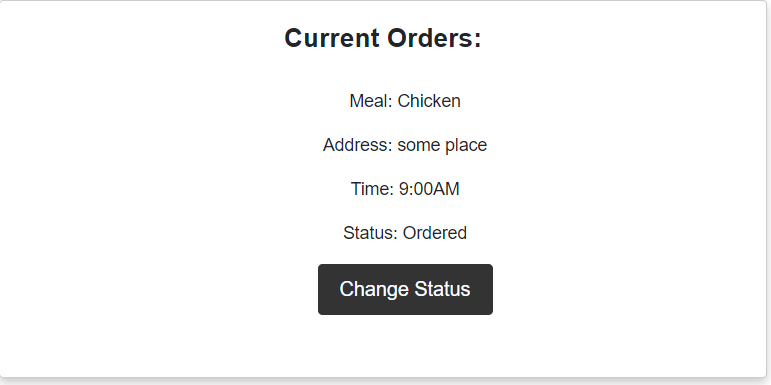 Current Orders:
Meal: Chicken
Address: some place
Time: 9:00AM
Status: Ordered
Change Status